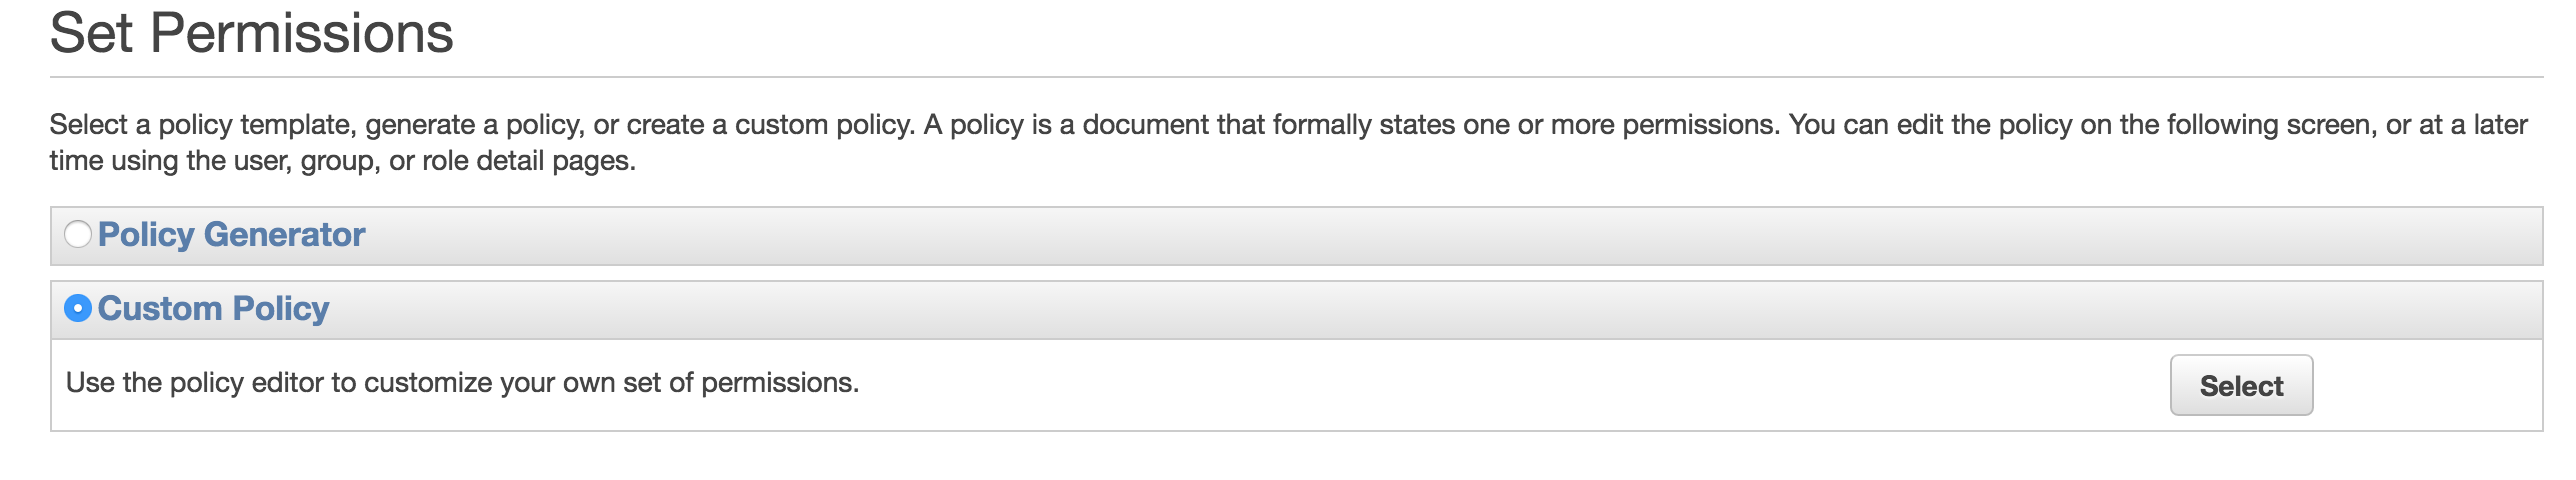 Set Permissions
Select a policy template, generate a policy, or create a custom policy. A policy is a document that formally states one or more permissions. You can edit the policy on the following screen, or at a later
time using the user, group, or role detail pages.
Policy Generator
Custom Policy
Use the policy editor to customize your own set of permissions.
Select